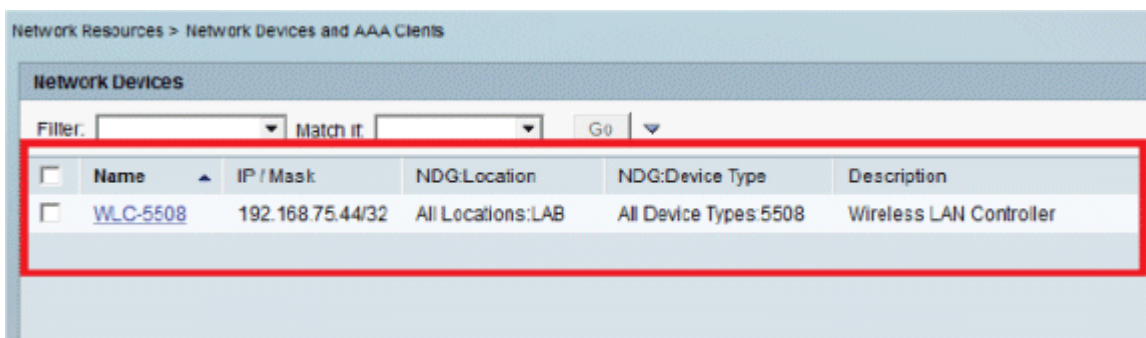 Network Resources > Network Devices and AAA Clients
Network Devices
Filter: Match if: Go
Name IP / Mask NDG:Location NDG:Device Type Description
WLC-5508 192.168.75.44/32 All Locations:LAB All Device Types:5508 Wireless LAN Controller